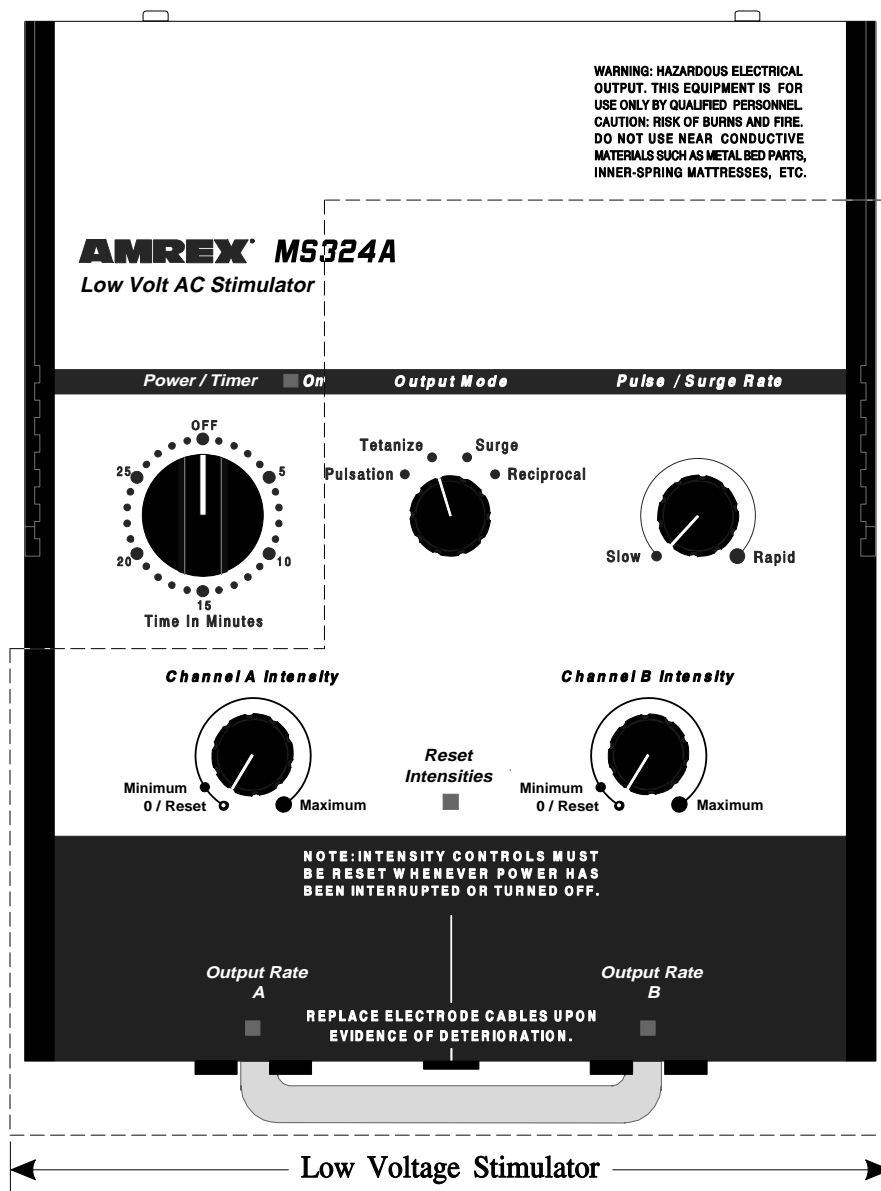 WARNING: HAZARDOUS ELECTRICAL
OUTPUT. THIS EQUIPMENT IS FOR
USE ONLY BY QUALIFIED PERSONNEL.
CAUTION: RISK OF BURNS AND FIRE.
DO NOT USE NEAR CONDUCTIVE
MATERIALS SUCH AS METAL BED PARTS,
INNER-SPRING MATTRESSES, ETC.
AMREX® MS324A
Low Volt AC Stimulator
Power / Timer On Output Mode Pulse / Surge Rate
OFF
Tetanize Surge
25 5 Pulsation Reciprocal
20 10 Slow Rapid
15
Time In Minutes
Channel A Intensity Channel B Intensity
Reset
Intensities
Minimum Minimum
0 / Reset Maximum 0 / Reset Maximum
NOTE: INTENSITY CONTROLS MUST
BE RESET WHENEVER POWER HAS
BEEN INTERRUPTED OR TURNED OFF.
Output Rate Output Rate
A B
REPLACE ELECTRODE CABLES UPON
EVIDENCE OF DETERIORATION.
Low Voltage Stimulator